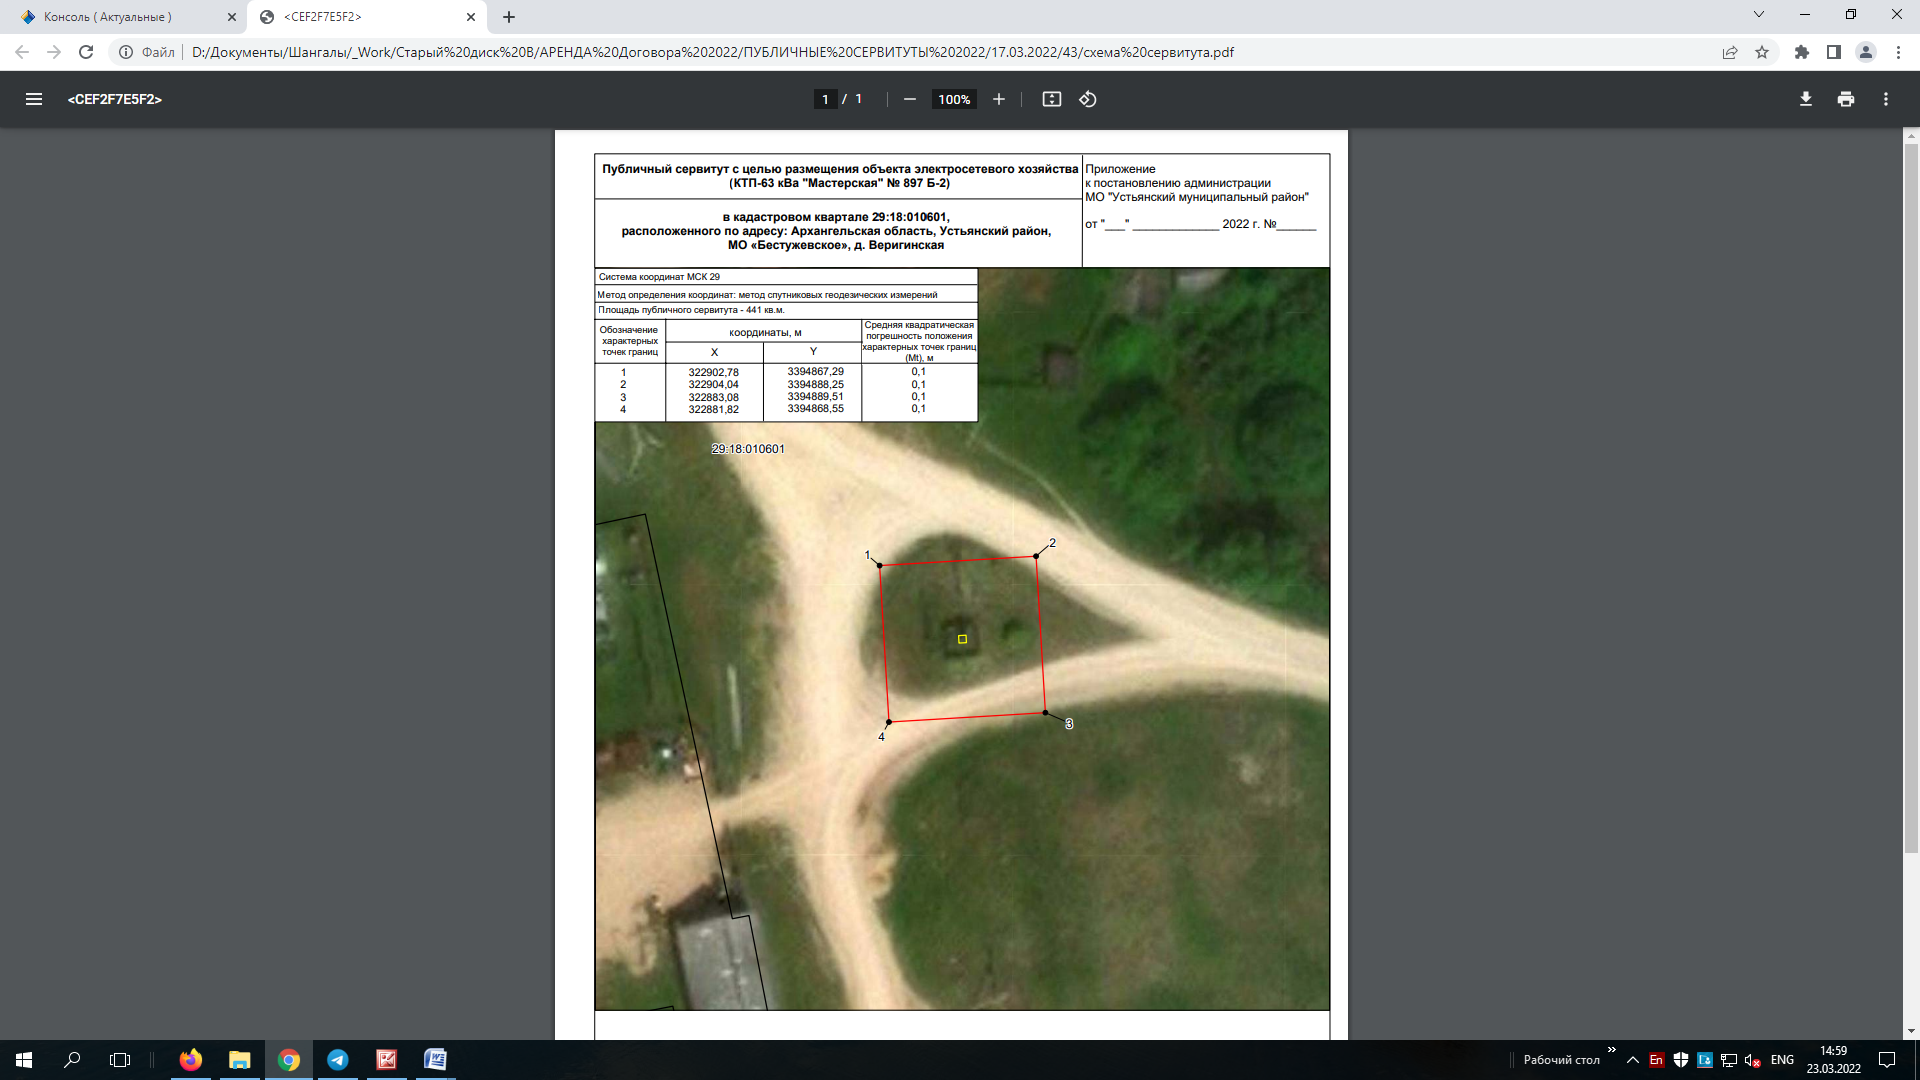 Консоль ( Актуальные )
<CEF2F7E5F2>
Файл
D:/Документы/Шангалы/_Work/Старый%20диск%20В/АРЕНДА%20Договора%202022/ПУБЛИЧНЫЕ%20СЕРВИТУТЫ%202022/17.03.2022/43/схема%20сервитута.pdf
<CEF2F7E5F2>
1 / 1
100%
Публичный сервитут с целью размещения объекта электросетевого хозяйства
(КТП-63 кВа "Мастерская" № 897 Б-2)
в кадастровом квартале 29:18:010601,
расположенного по адресу: Архангельская область, Устьянский район,
МО «Бестужевское», д. Веригинская
Приложение
к постановлению администрации
МО "Устьянский муниципальный район"
от "___" _____________ 2022 г. №______
Система координат МСК 29
Метод определения координат: метод спутниковых геодезических измерений
Площадь публичного сервитута - 441 кв.м.
Обозначение
характерных
точек границ
координаты, м
X
Y
Средняя квадратическая
погрешность положения
характерных точек границ
(Mt), м
1 322902,78 3394867,29 0,1
2 322904,04 3394888,25 0,1
3 322883,08 3394889,51 0,1
4 322881,82 3394868,55 0,1
29:18:010601
1
2
3
4
Рабочий стол
»
En
ENG
14:59
23.03.2022